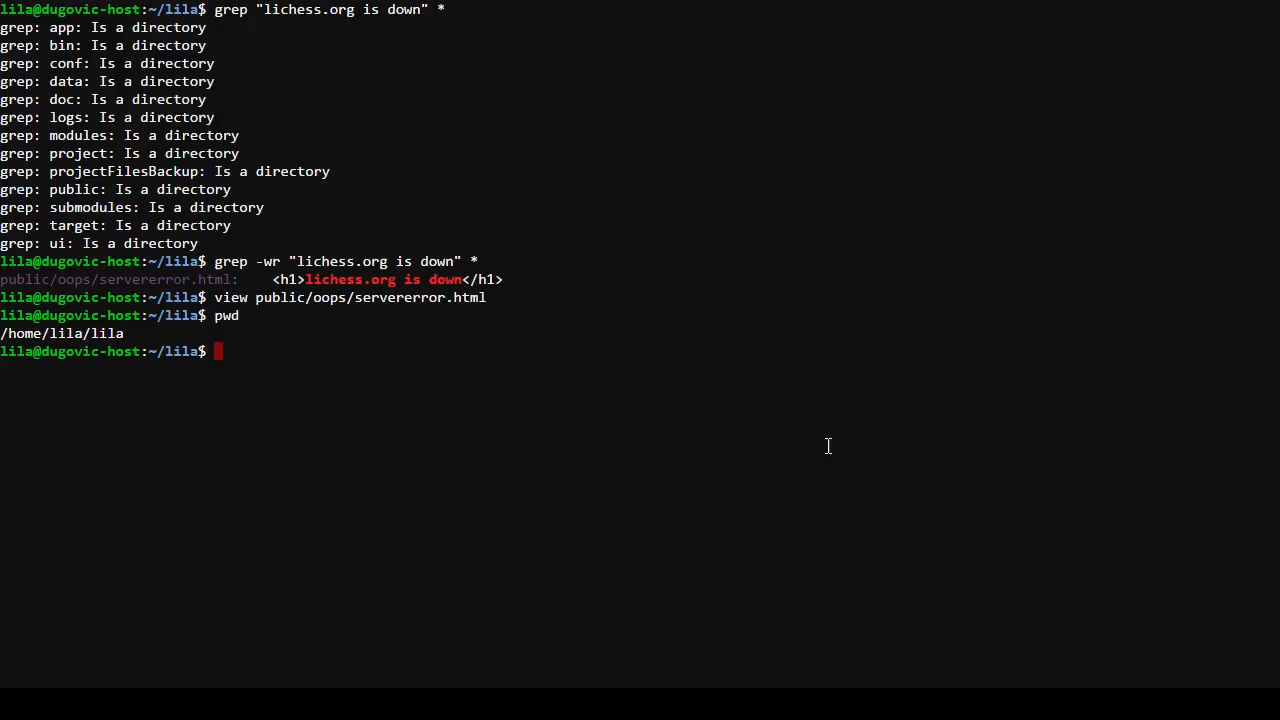 lila@dugovic-host:~/lila$ grep "lichess.org is down" *
grep: app: Is a directory
grep: bin: Is a directory
grep: conf: Is a directory
grep: data: Is a directory
grep: doc: Is a directory
grep: logs: Is a directory
grep: modules: Is a directory
grep: project: Is a directory
grep: projectFilesBackup: Is a directory
grep: public: Is a directory
grep: submodules: Is a directory
grep: target: Is a directory
grep: ui: Is a directory
lila@dugovic-host:~/lila$ grep -wr "lichess.org is down" *
public/oops/servererror.html:    <h1>lichess.org is down</h1>
lila@dugovic-host:~/lila$ view public/oops/servererror.html
lila@dugovic-host:~/lila$ pwd
/home/lila/lila
lila@dugovic-host:~/lila$